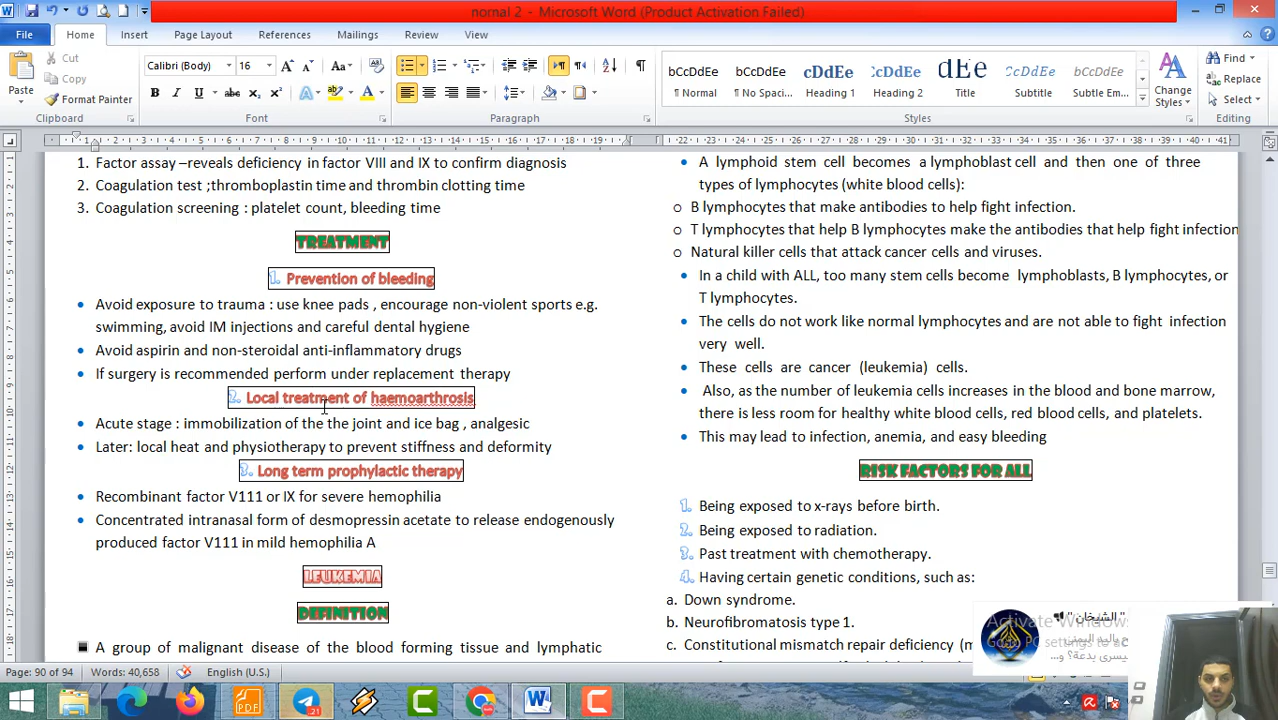 nornal 2 - Microsoft Word (Product Activation Failed)
File Home Insert Page Layout References Mailings Review View
Paste
Cut
Copy
Format Painter
Clipboard
Calibri (Body) 16
Font
Paragraph
bCcDdEe bCcDdEe cDdEe CcDdEe dEe CcDdEe bCcDdEe
¶ Normal ¶ No Spaci... Heading 1 Heading 2 Title Subtitle Subtle Em...
Styles
Change Styles
Find
Replace
Select
Editing
1. Factor assay –reveals deficiency in factor VIII and IX to confirm diagnosis
2. Coagulation test ;thromboplastin time and thrombin clotting time
3. Coagulation screening : platelet count, bleeding time
TREATMENT
1. Prevention of bleeding
Avoid exposure to trauma : use knee pads , encourage non-violent sports e.g.
swimming, avoid IM injections and careful dental hygiene
Avoid aspirin and non-steroidal anti-inflammatory drugs
If surgery is recommended perform under replacement therapy
2. Local treatment of haemoarthrosis
Acute stage : immobilization of the the joint and ice bag , analgesic
Later: local heat and physiotherapy to prevent stiffness and deformity
3. Long term prophylactic therapy
Recombinant factor V111 or IX for severe hemophilia
Concentrated intranasal form of desmopressin acetate to release endogenously
produced factor V111 in mild hemophilia A
LEUKEMIA
DEFINITION
A group of malignant diseases the blood forming tissue and lymphatic
A lymphoid stem cell becomes a lymphoblast cell and then one of three
types of lymphocytes (white blood cells):
o B lymphocytes that make antibodies to help fight infection.
o T lymphocytes that help B lymphocytes make the antibodies that help fight infection
o Natural killer cells that attack cancer cells and viruses.
In a child with ALL, too many stem cells become lymphoblasts, B lymphocytes, or
T lymphocytes.
The cells do not work like normal lymphocytes and are not able to fight infection
very well.
These cells are cancer (leukemia) cells.
Also, as the number of leukemia cells increases in the blood and bone marrow,
there is less room for healthy white blood cells, red blood cells, and platelets.
This may lead to infection, anemia, and easy bleeding
RISK FACTORS FOR ALL
1. Being exposed to x-rays before birth.
2. Being exposed to radiation.
3. Past treatment with chemotherapy.
4. Having certain genetic conditions, such as:
a. Down syndrome.
b. Neurofibromatosis type 1.
c. Constitutional mismatch repair deficiency (m
"الشيخان"
Activate Windows
Go to PC settings to a
Page: 90 of 94 Words: 40,658 English (U.S.)
PDF
21